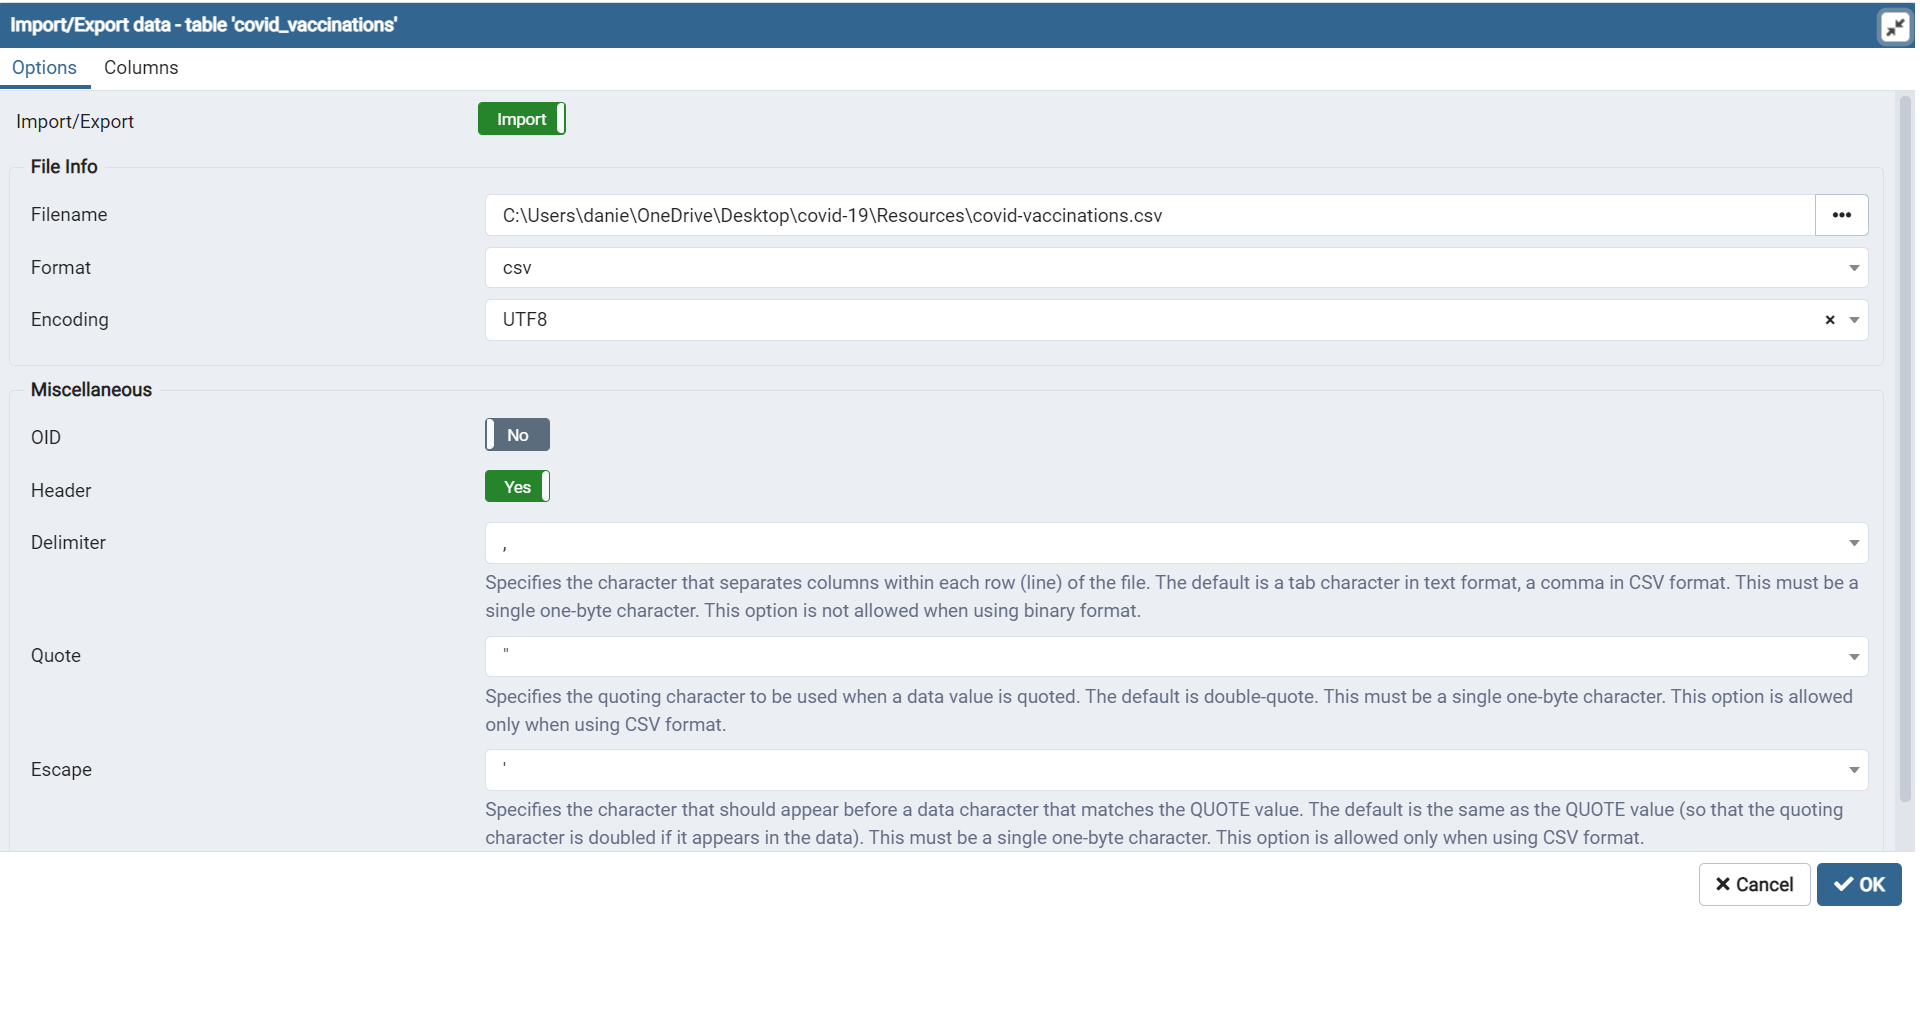 Import/Export data - table 'covid_vaccinations'
Options Columns
Import/Export Import
File Info
Filename C:\Users\danie\OneDrive\Desktop\covid-19\Resources\covid-vaccinations.csv •••
Format csv
Encoding UTF8 ×
Miscellaneous
OID No
Header Yes
Delimiter ,
Specifies the character that separates columns within each row (line) of the file. The default is a tab character in text format, a comma in CSV format. This must be a
single one-byte character. This option is not allowed when using binary format.
Quote "
Specifies the quoting character to be used when a data value is quoted. The default is double-quote. This must be a single one-byte character. This option is allowed
only when using CSV format.
Escape '
Specifies the character that should appear before a data character that matches the QUOTE value. The default is the same as the QUOTE value (so that the quoting
character is doubled if it appears in the data). This must be a single one-byte character. This option is allowed only when using CSV format.
Cancel OK